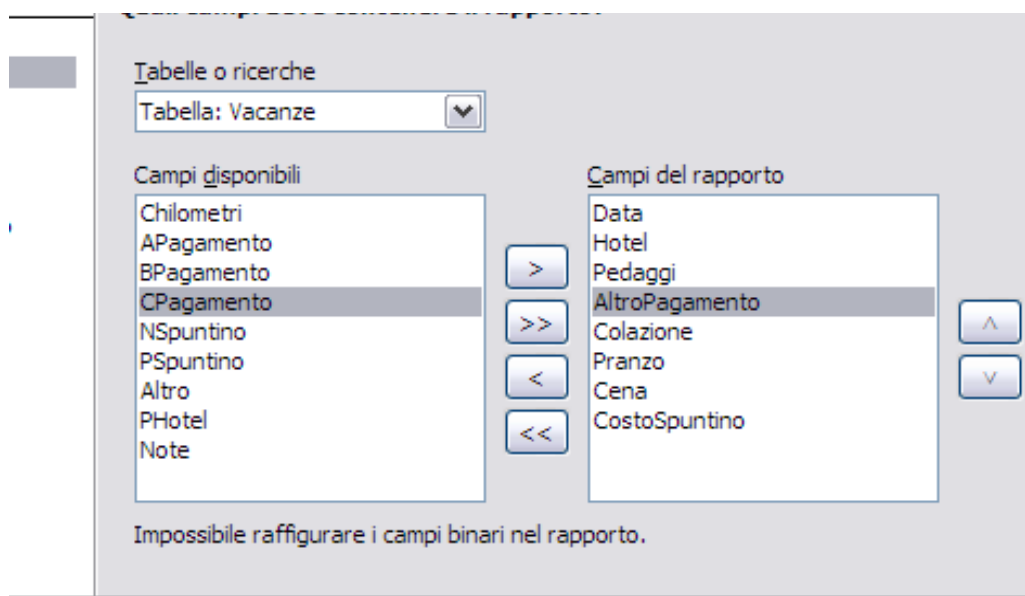 Tabelle o ricerche
Tabella: Vacanze
Campi disponibili
Chilometri
APagamento
BPagamento
CPagamento
NSpuntino
PSpuntino
Altro
PHotel
Note
>
>>
<
<<
Campi del rapporto
Data
Hotel
Pedaggi
AltroPagamento
Colazione
Pranzo
Cena
CostoSpuntino
Impossibile raffigurare i campi binari nel rapporto.